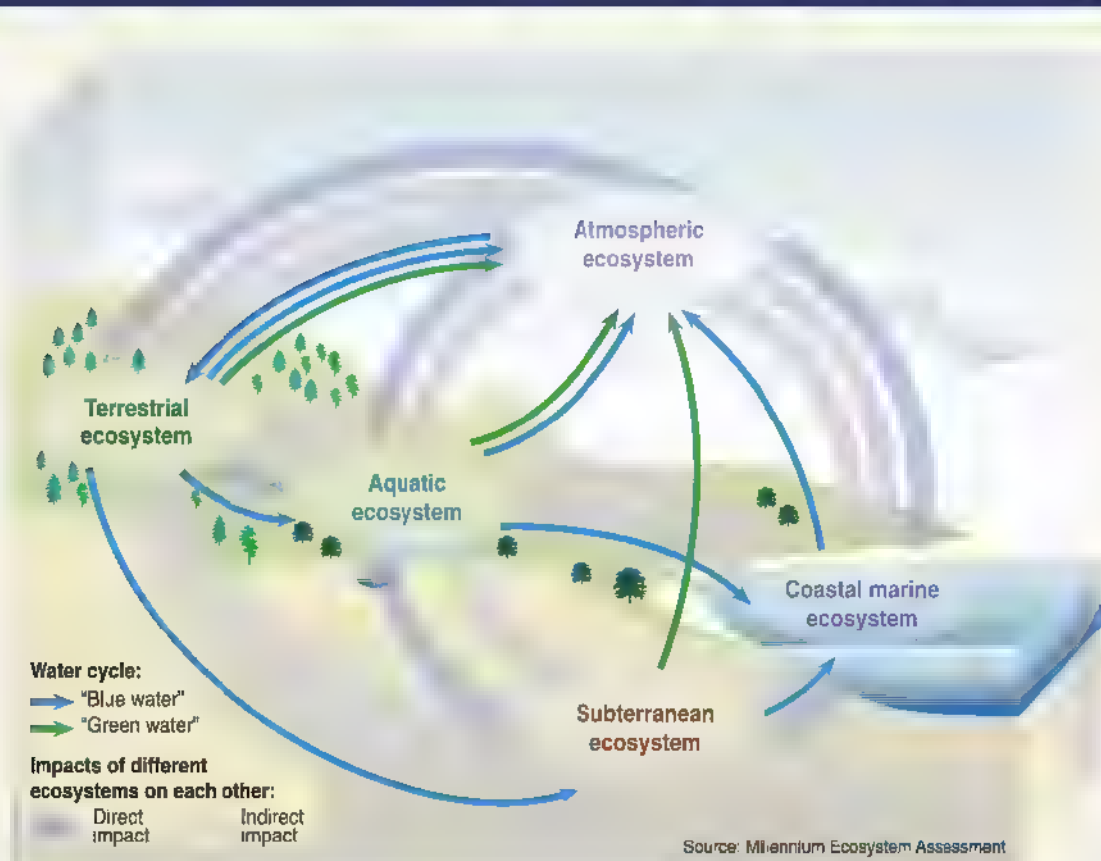 Atmospheric
ecosystem
Terrestrial
ecosystem
Aquatic
ecosystem
Coastal marine
ecosystem
Subterranean
ecosystem
Water cycle:
"Blue water"
"Green water"
Impacts of different
ecosystems on each other:
Direct
impact
Indirect
impact
Source: Millennium Ecosystem Assessment